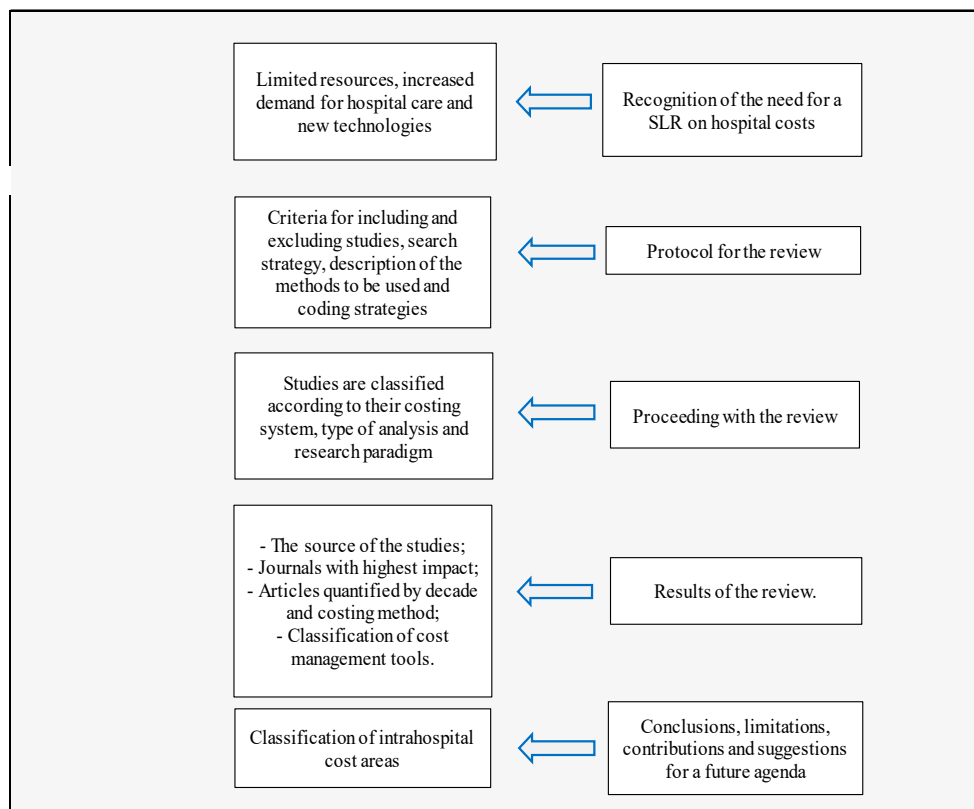 Limited resources, increased
demand for hospital care and
new technologies
Recognition of the need for a
SLR on hospital costs
Criteria for including and
excluding studies, search
strategy, description of the
methods to be used and
coding strategies
Protocol for the review
Studies are classified
according to their costing
system, type of analysis and
research paradigm
Proceeding with the review
- The source of the studies;
- Journals with highest impact;
- Articles quantified by decade
and costing method;
- Classification of cost
management tools.
Results of the review.
Classification of intrahospital
cost areas
Conclusions, limitations,
contributions and suggestions
for a future agenda